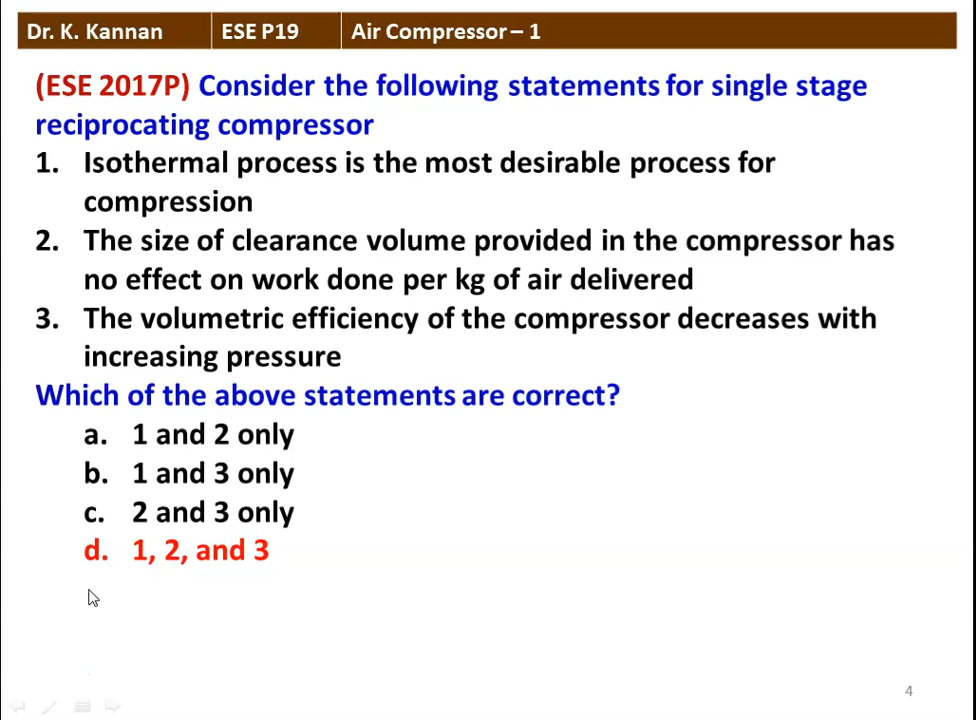 Dr. K. Kannan ESE P19 Air Compressor – 1
(ESE 2017P) Consider the following statements for single stage
reciprocating compressor
1. Isothermal process is the most desirable process for
compression
2. The size of clearance volume provided in the compressor has
no effect on work done per kg of air delivered
3. The volumetric efficiency of the compressor decreases with
increasing pressure
Which of the above statements are correct?
a. 1 and 2 only
b. 1 and 3 only
c. 2 and 3 only
d. 1, 2, and 3
4